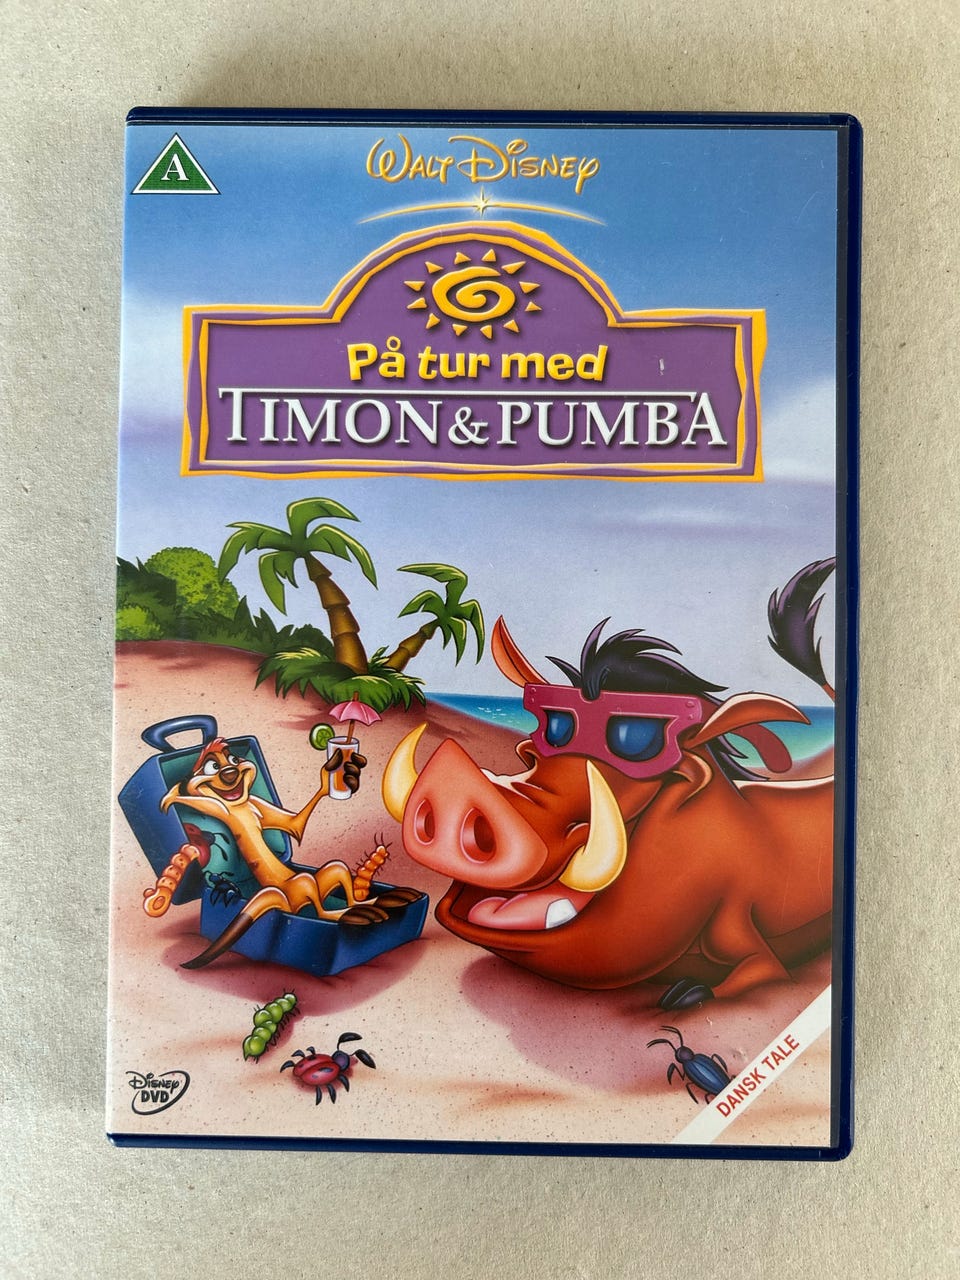 A
WALT DISNEY
På tur med
TIMON & PUMBA
DISNEY
DVD
DANSK TALE